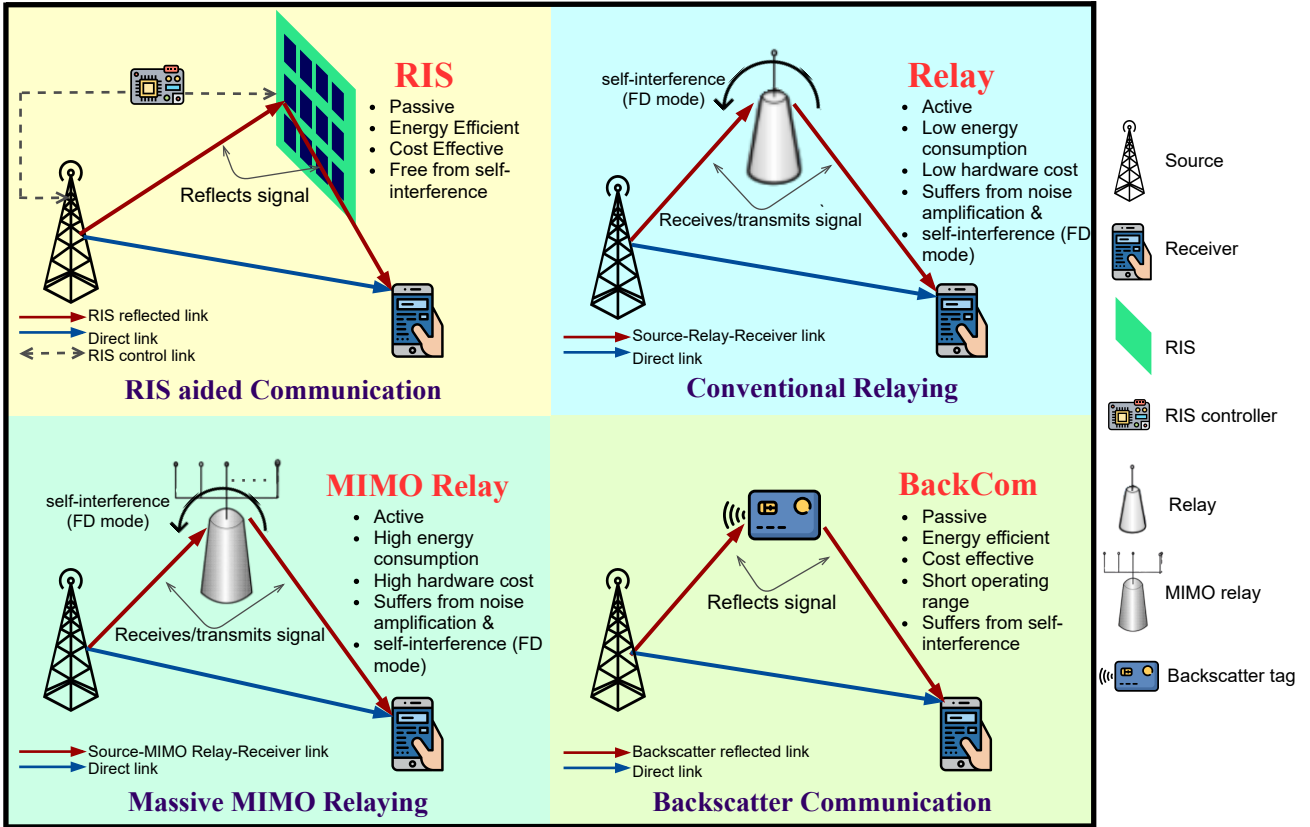 RIS
• Passive
• Energy Efficient
• Cost Effective
• Free from self-
interference
Reflects signal
RIS reflected link
Direct link
RIS control link
RIS aided Communication
self-interference
(FD mode)
Relay
• Active
• Low energy
consumption
• Low hardware cost
• Suffers from noise
amplification &
• self-interference (FD
mode)
Receives/transmits signal
Source-Relay-Receiver link
Direct link
Conventional Relaying
self-interference
(FD mode)
MIMO Relay
• Active
• High energy
consumption
• High hardware cost
• Suffers from noise
amplification &
• self-interference (FD
mode)
Receives/transmits signal
Source-MIMO Relay-Receiver link
Direct link
Massive MIMO Relaying
BackCom
• Passive
• Energy efficient
• Cost effective
• Short operating
range
• Suffers from self-
interference
Reflects signal
Backscatter reflected link
Direct link
Backscatter Communication
Source
Receiver
RIS
RIS controller
Relay
MIMO relay
Backscatter tag